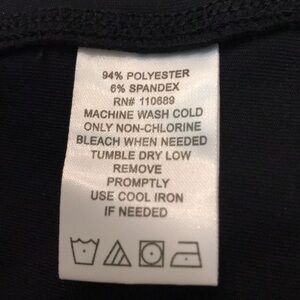 94% POLYESTER
6% SPANDEX
RN# 110689
MACHINE WASH COLD
ONLY NON-CHLORINE
BLEACH WHEN NEEDED
TUMBLE DRY LOW
REMOVE
PROMPTLY
USE COOL IRON
IF NEEDED